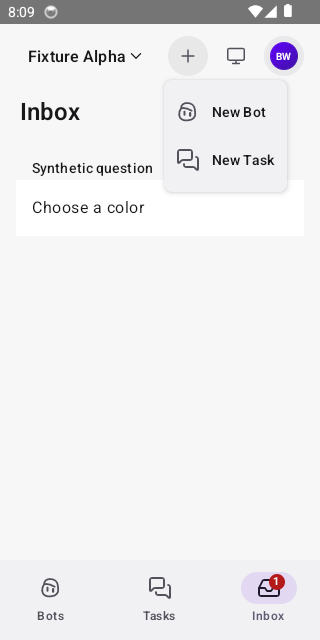 8:09
Fixture Alpha
BW
Inbox
New Bot
New Task
Synthetic question
Choose a color
1
Bots
Tasks
Inbox